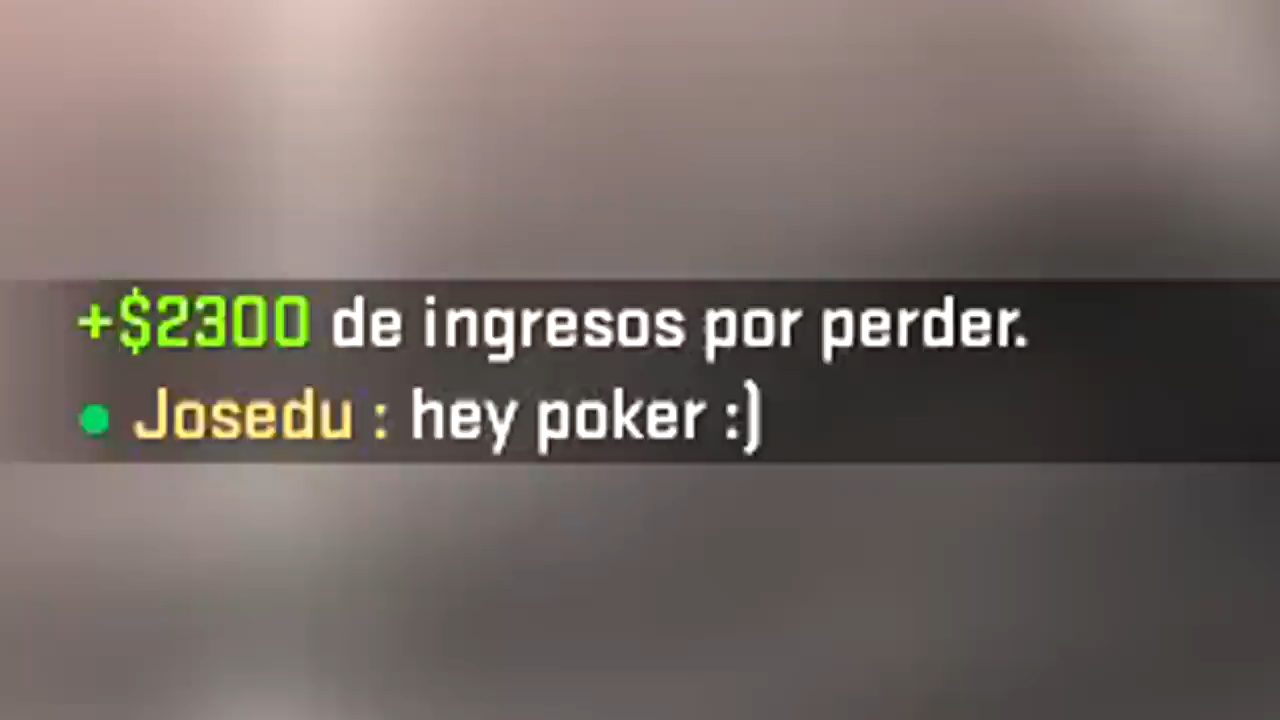 +$2300 de ingresos por perder.
● Josedu : hey poker :)